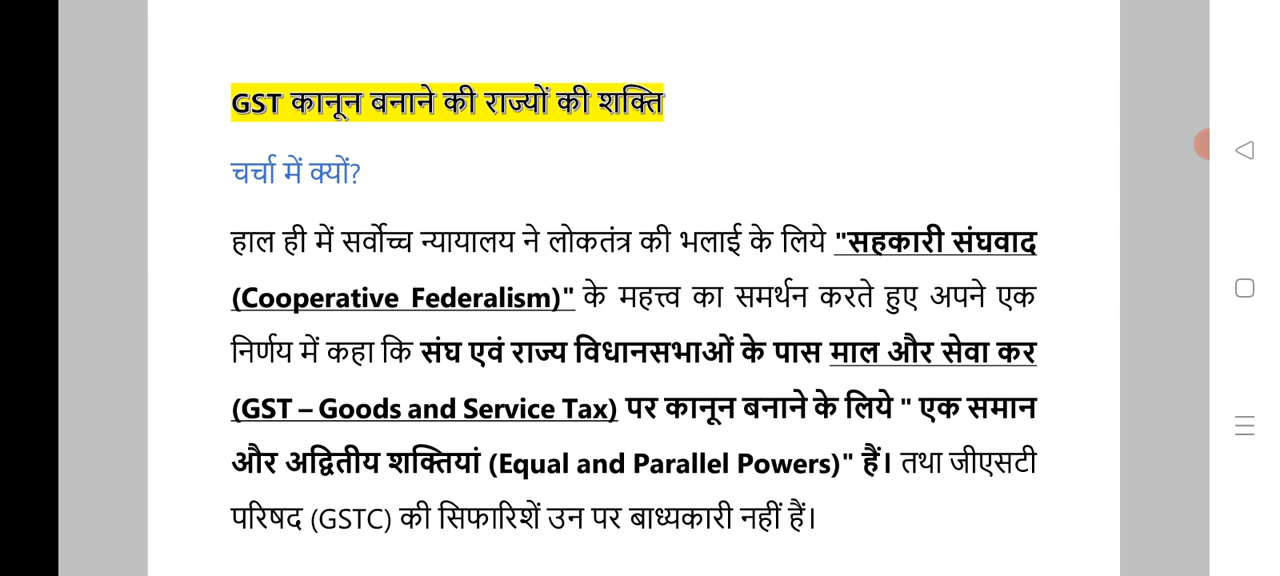 GST कानून बनाने की राज्यों की शक्ति
चर्चा में क्यों?
हाल ही में सर्वोच्च न्यायालय ने लोकतंत्र की भलाई के लिये "सहकारी संघवाद
(Cooperative Federalism)" के महत्त्व का समर्थन करते हुए अपने एक
निर्णय में कहा कि संघ एवं राज्य विधानसभाओं के पास माल और सेवा कर
(GST – Goods and Service Tax) पर कानून बनाने के लिये " एक समान
और अद्वितीय शक्तियां (Equal and Parallel Powers)" हैं। तथा जीएसटी
परिषद (GSTC) की सिफारिशें उन पर बाध्यकारी नहीं हैं।